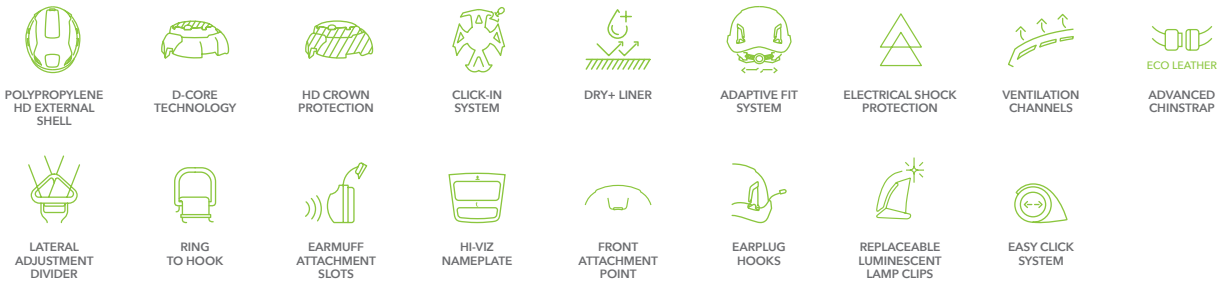 ECO LEATHER
POLYPROPYLENE
HD EXTERNAL
SHELL
D-CORE
TECHNOLOGY
HD CROWN
PROTECTION
CLICK-IN
SYSTEM
DRY+ LINER
ADAPTIVE FIT
SYSTEM
ELECTRICAL SHOCK
PROTECTION
VENTILATION
CHANNELS
ADVANCED
CHINSTRAP
LATERAL
ADJUSTMENT
DIVIDER
RING
TO HOOK
EARMUFF
ATTACHMENT
SLOTS
HI-VIZ
NAMEPLATE
FRONT
ATTACHMENT
POINT
EARPLUG
HOOKS
REPLACEABLE
LUMINESCENT
LAMP CLIPS
EASY CLICK
SYSTEM